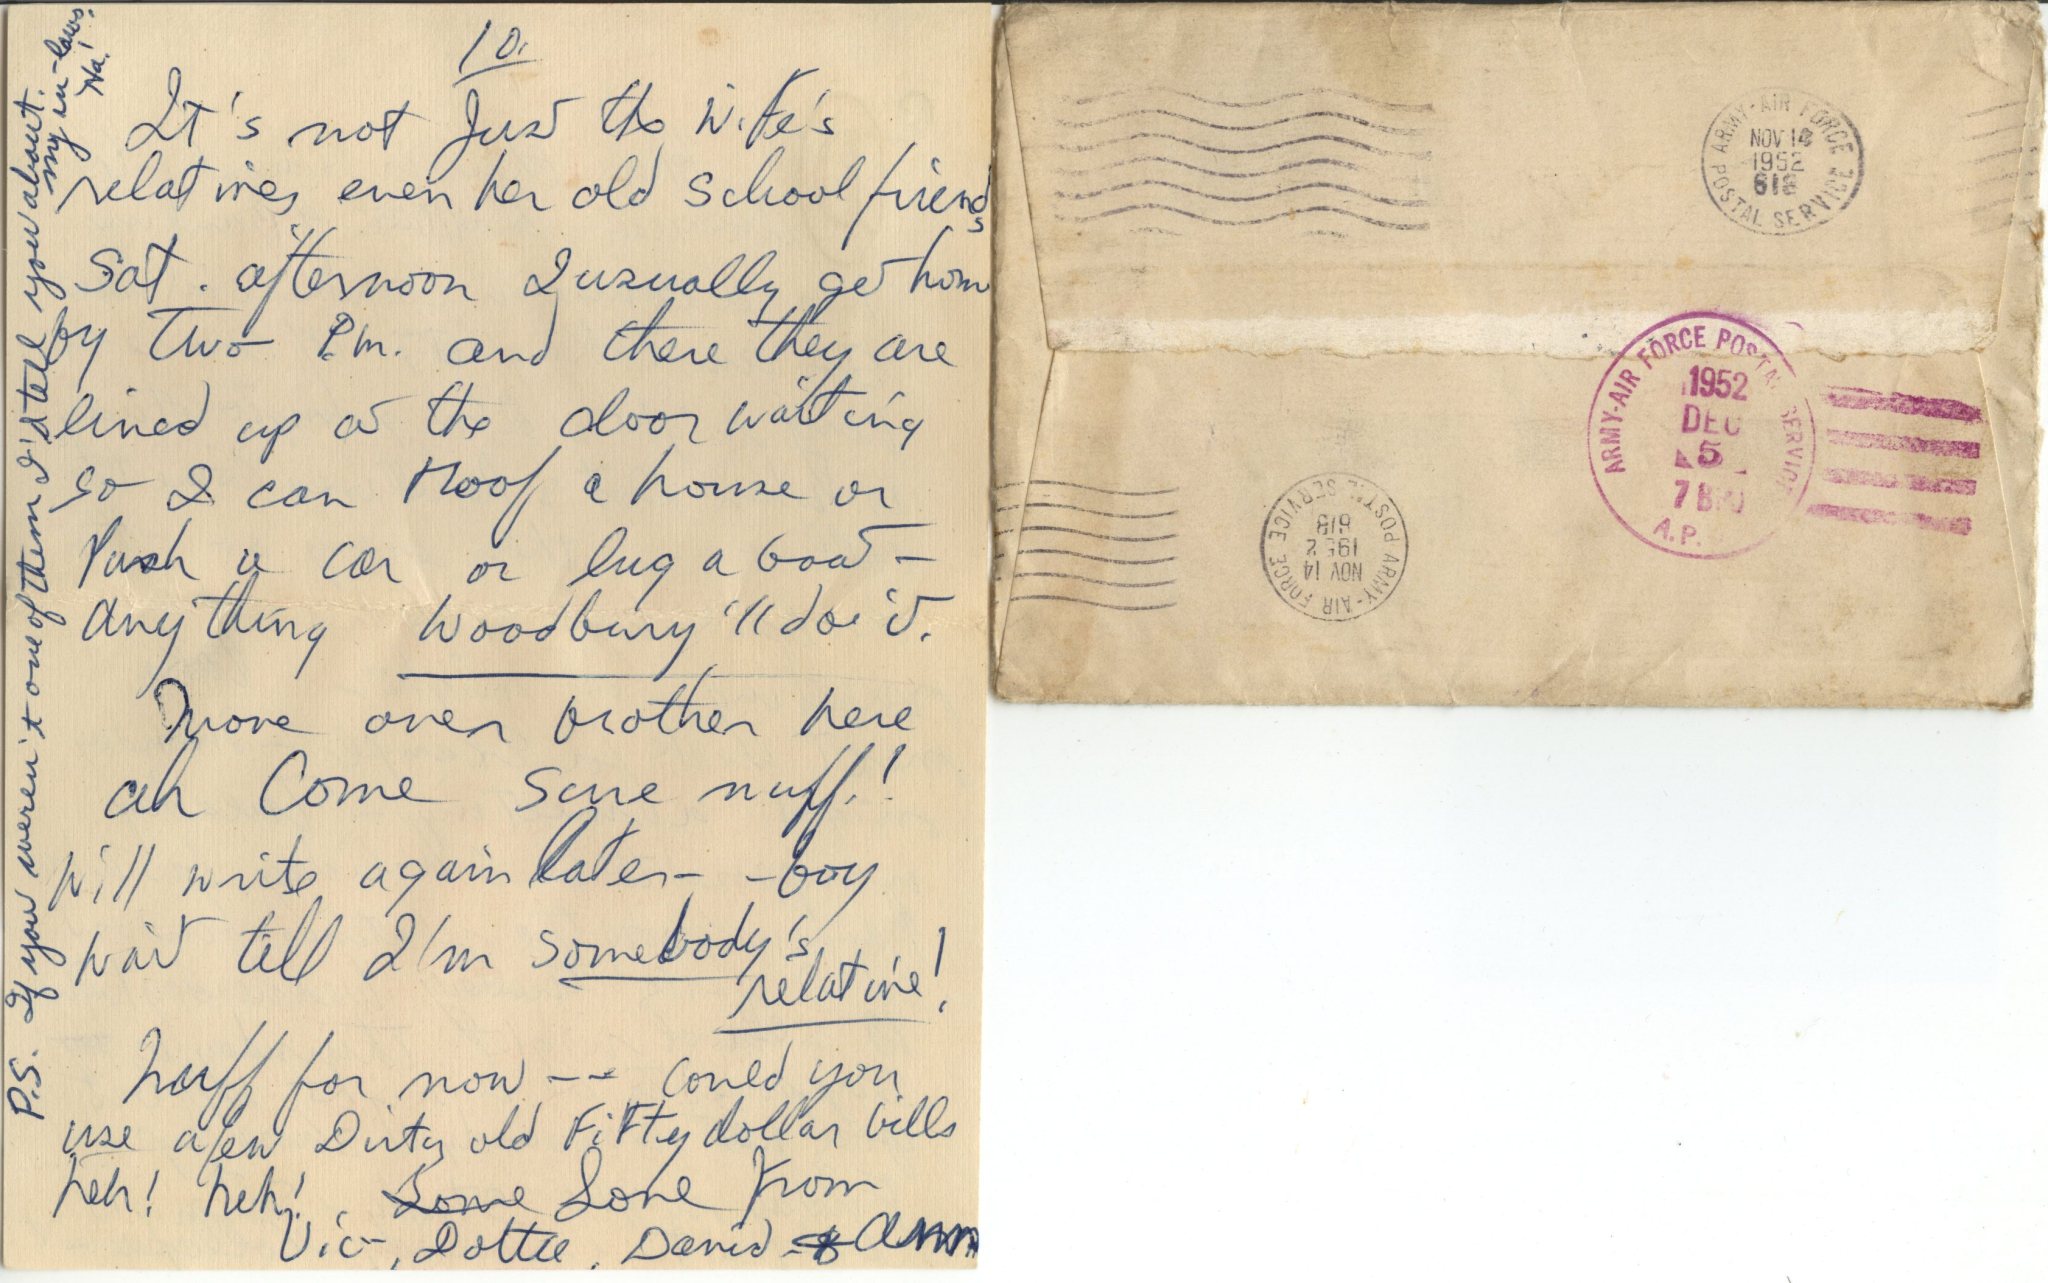 10.
It's not Just the Wife's
relatives even her old school friends
Sat. afternoon I usually get home
by Two P.m. and there they are
lined up at the door waiting
so I can roof a house or
Push a car or lug a boat -
anything Woodbury'll do it.
Move over brother here
ah Come sure nuff!
Will write again later - - boy
wait till I'm somebody's
relative!
Nuff for now -- could you
use a few Dirty old Fifty dollar bills
heh! heh! Some Love From
Vic, Dottie, David & Ann
P.S. If you weren't one of them I'd tell you about
my in-laws.
Ha!
ARMY-AIR FORCE POSTAL SERVICE
NOV 14
1952
818
ARMY-AIR FORCE POSTAL SERVICE
1952
DEC
5
A.P.
ARMY-AIR FORCE POSTAL SERVICE
NOV 14
1952
818